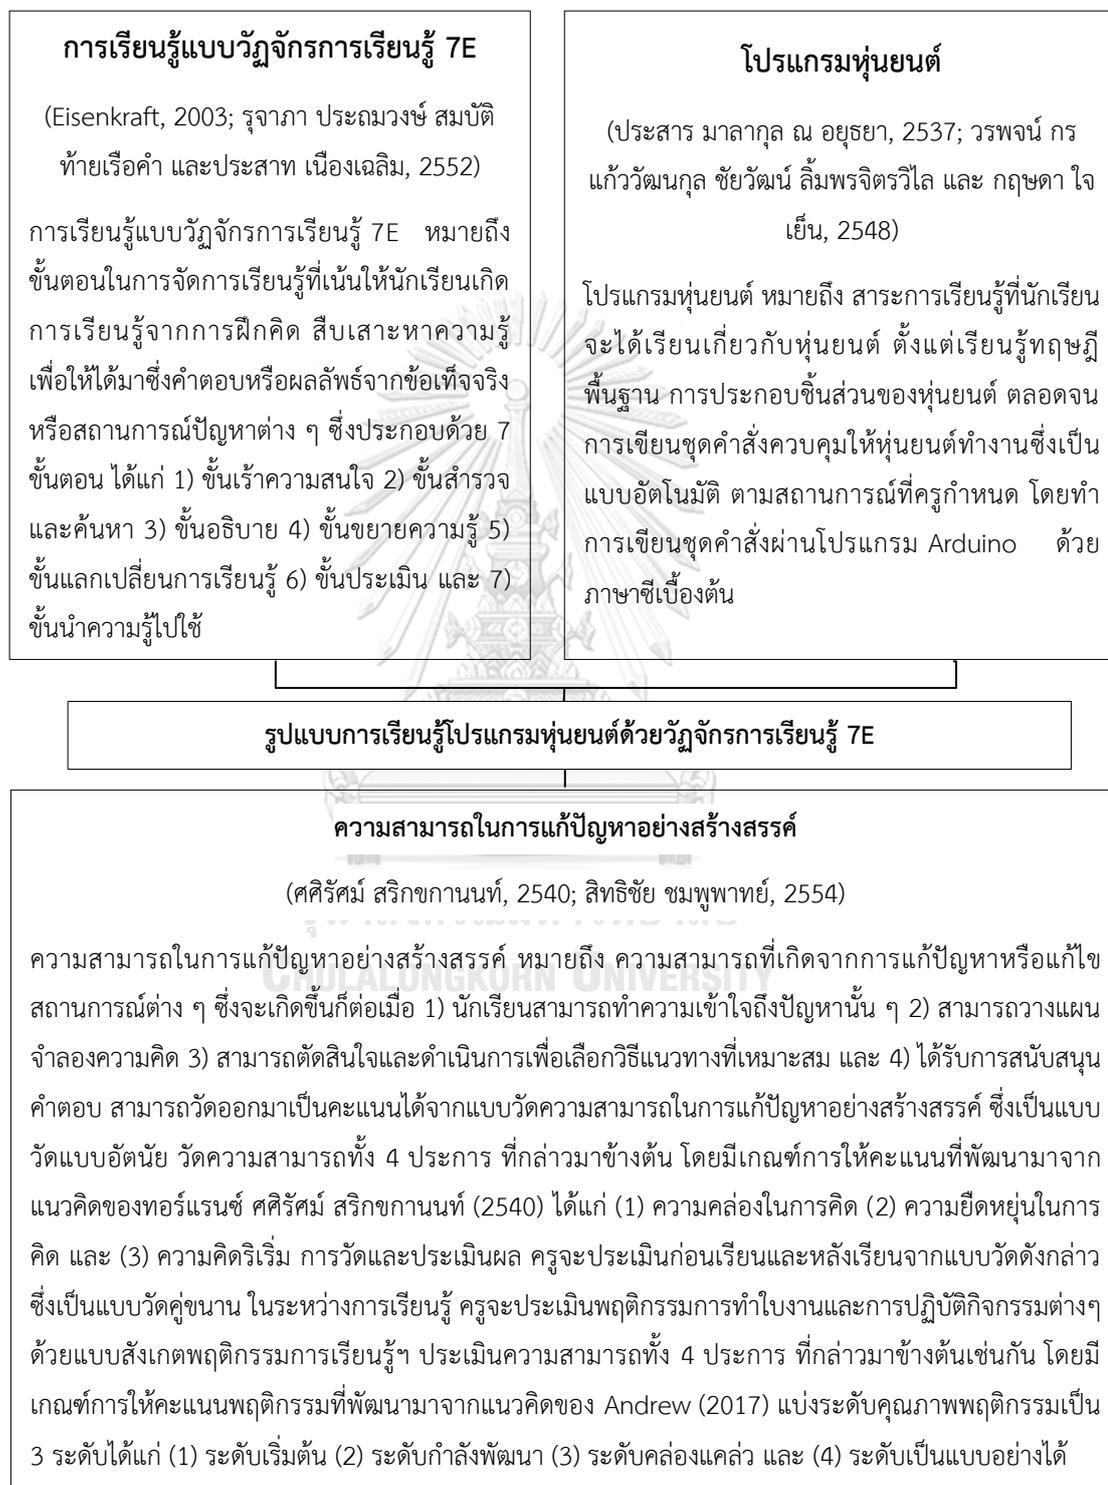 การเรียนรู้แบบวัฏจักรการเรียนรู้ 7E
(Eisenkraft, 2003; รุจาภา ประถมวงษ์ สมบัติ
ท้ายเรือคำ และประสาท เนืองเฉลิม, 2552)
การเรียนรู้แบบวัฏจักรการเรียนรู้ 7E หมายถึง
ขั้นตอนในการจัดการเรียนรู้ที่เน้นให้นักเรียนเกิด
การเรียนรู้จากการฝึกคิด สืบเสาะหาความรู้
เพื่อให้ได้มาซึ่งคำตอบหรือผลลัพธ์จากข้อเท็จจริง
หรือสถานการณ์ปัญหาต่าง ๆ ซึ่งประกอบด้วย 7
ขั้นตอน ได้แก่ 1) ขั้นเร้าความสนใจ 2) ขั้นสำรวจ
และค้นหา 3) ขั้นอธิบาย 4) ขั้นขยายความรู้ 5)
ขั้นแลกเปลี่ยนการเรียนรู้ 6) ขั้นประเมิน และ 7)
ขั้นนำความรู้ไปใช้
โปรแกรมหุ่นยนต์
(ประสาร มาลากุล ณ อยุธยา, 2537; วรพจน์ กร
แก้ววัฒนกุล ชัยวัฒน์ ลิ้มพรจิตรวิไล และ กฤษดา ใจ
เย็น, 2548)
โปรแกรมหุ่นยนต์ หมายถึง สาระการเรียนรู้ที่นักเรียน
จะได้เรียนเกี่ยวกับหุ่นยนต์ ตั้งแต่เรียนรู้ทฤษฎี
พื้นฐาน การประกอบชิ้นส่วนของหุ่นยนต์ ตลอดจน
การเขียนชุดคำสั่งควบคุมให้หุ่นยนต์ทำงานซึ่งเป็น
แบบอัตโนมัติ ตามสถานการณ์ที่ครูกำหนด โดยทำ
การเขียนชุดคำสั่งผ่านโปรแกรม Arduino ด้วย
ภาษาซีเบื้องต้น
รูปแบบการเรียนรู้โปรแกรมหุ่นยนต์ด้วยวัฏจักรการเรียนรู้ 7E
ความสามารถในการแก้ปัญหาอย่างสร้างสรรค์
(ศศิรัศม์ สริกขกานนท์, 2540; สิทธิชัย ชมพูพาทย์, 2554)
ความสามารถในการแก้ปัญหาอย่างสร้างสรรค์ หมายถึง ความสามารถที่เกิดจากการแก้ปัญหาหรือแก้ไข
CHULALONGKORN UNIVERSITY
สถานการณ์ต่าง ๆ ซึ่งจะเกิดขึ้นก็ต่อเมื่อ 1) นักเรียนสามารถทำความเข้าใจถึงปัญหานั้น ๆ 2) สามารถวางแผน
จำลองความคิด 3) สามารถตัดสินใจและดำเนินการเพื่อเลือกวิธีแนวทางที่เหมาะสม และ 4) ได้รับการสนับสนุน
คำตอบ สามารถวัดออกมาเป็นคะแนนได้จากแบบวัดความสามารถในการแก้ปัญหาอย่างสร้างสรรค์ ซึ่งเป็นแบบ
วัดแบบอัตนัย วัดความสามารถทั้ง 4 ประการ ที่กล่าวมาข้างต้น โดยมีเกณฑ์การให้คะแนนที่พัฒนามาจาก
แนวคิดของทอร์แรนซ์ ศศิรัศม์ สริกขกานนท์ (2540) ได้แก่ (1) ความคล่องในการคิด (2) ความยืดหยุ่นในการ
คิด และ (3) ความคิดริเริ่ม การวัดและประเมินผล ครูจะประเมินก่อนเรียนและหลังเรียนจากแบบวัดดังกล่าว
ซึ่งเป็นแบบวัดคู่ขนาน ในระหว่างการเรียนรู้ ครูจะประเมินพฤติกรรมการทำใบงานและการปฏิบัติกิจกรรมต่างๆ
ด้วยแบบสังเกตพฤติกรรมการเรียนรู้ฯ ประเมินความสามารถทั้ง 4 ประการ ที่กล่าวมาข้างต้นเช่นกัน โดยมี
เกณฑ์การให้คะแนนพฤติกรรมที่พัฒนามาจากแนวคิดของ Andrew (2017) แบ่งระดับคุณภาพพฤติกรรมเป็น
3 ระดับได้แก่ (1) ระดับเริ่มต้น (2) ระดับกำลังพัฒนา (3) ระดับคล่องแคล่ว และ (4) ระดับเป็นแบบอย่างได้